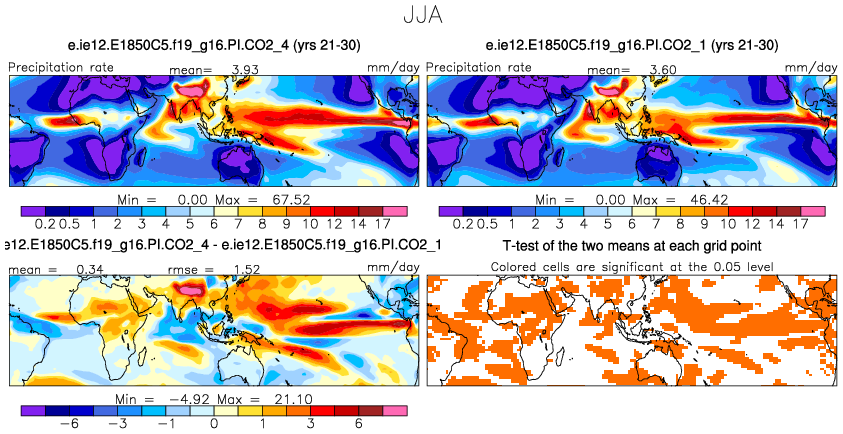 JJA
e.ie12.E1850C5.f19_g16.PI.CO2_4 (yrs 21-30)
e.ie12.E1850C5.f19_g16.PI.CO2_1 (yrs 21-30)
Precipitation rate mean= 3.93 mm/day
Precipitation rate mean= 3.60 mm/day
Min = 0.00 Max = 67.52
Min = 0.00 Max = 46.42
0.2 0.5 1 2 3 4 5 6 7 8 9 10 12 14 17
0.2 0.5 1 2 3 4 5 6 7 8 9 10 12 14 17
e.ie12.E1850C5.f19_g16.PI.CO2_4 - e.ie12.E1850C5.f19_g16.PI.CO2_1
T-test of the two means at each grid point
mean = 0.34 rmse = 1.52 mm/day
Colored cells are significant at the 0.05 level
Min = -4.92 Max = 21.10
-6 -3 -1 0 1 3 6